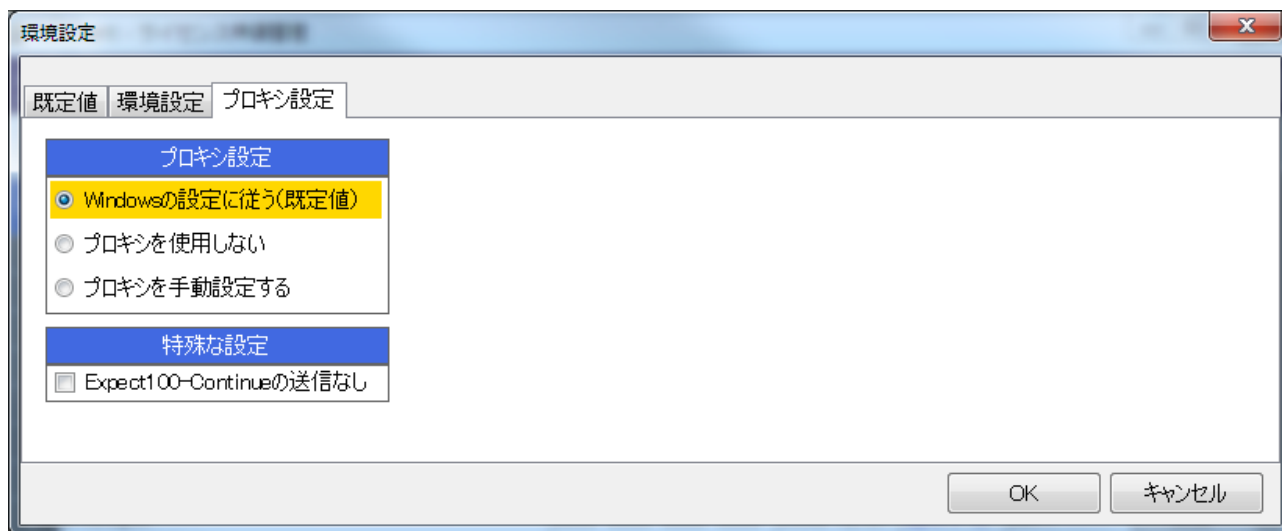 環境設定
既定値 環境設定 プロキシ設定
プロキシ設定
Windowsの設定に従う(既定値)
プロキシを使用しない
プロキシを手動設定する
特殊な設定
Expect100-Continueの送信なし
OK キャンセル